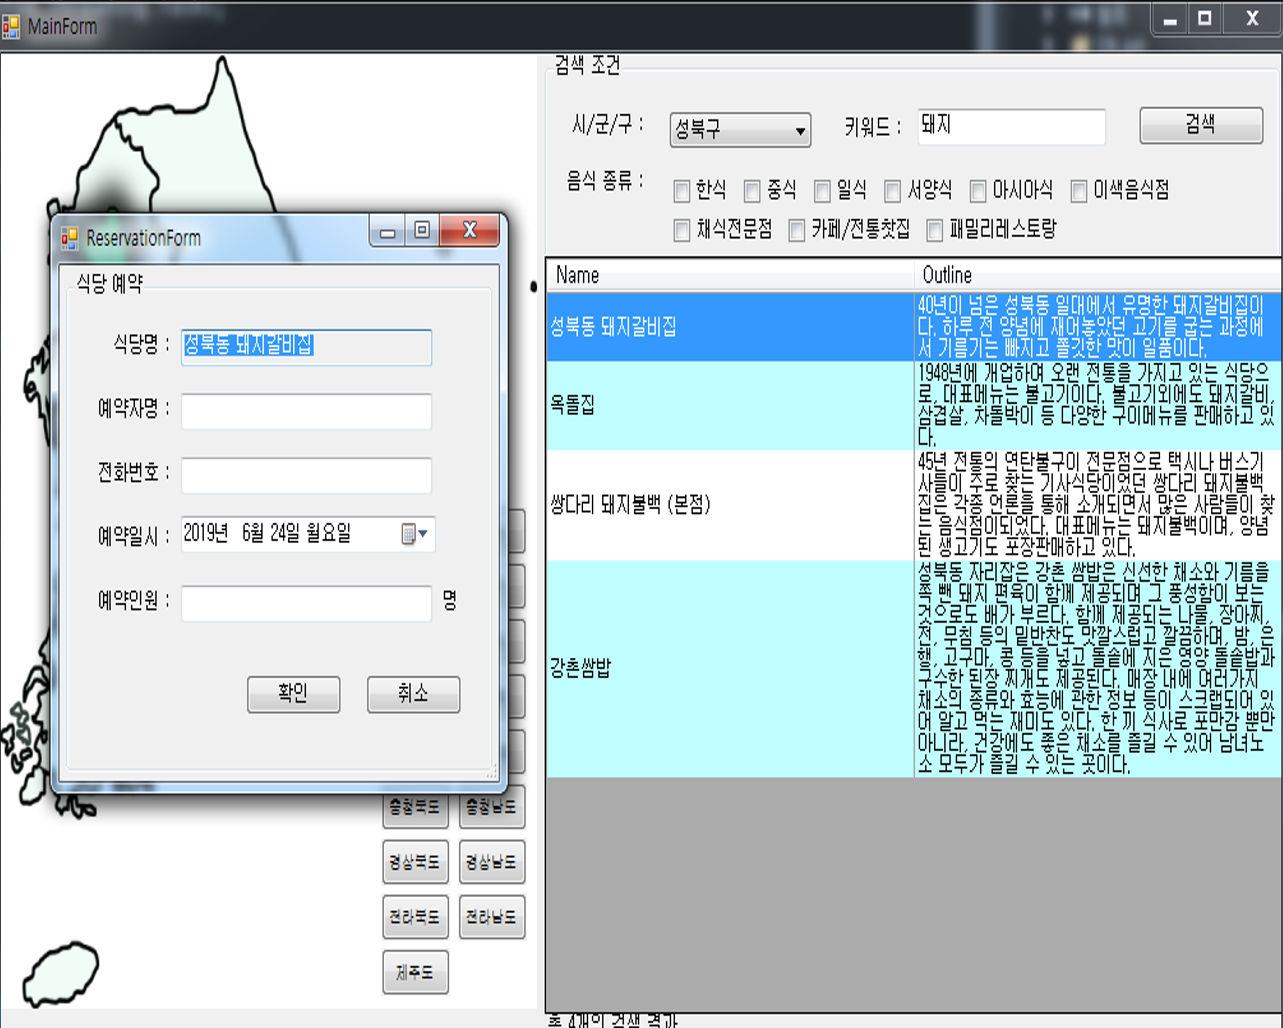 MainForm
검색 조건
시/군/구 : 성북구 키워드 : 돼지 검색
음식 종류 : 한식 중식 일식 서양식 아시아식 이색음식점
채식전문점 카페/전통찻집 패밀리레스토랑
Name Outline
성북동 돼지갈비집
40년이 넘은 성북동 일대에서 유명한 돼지갈비집이
다. 하루 전 양념에 재어놓았던 고기를 굽는 과정에
서 기름기는 빠지고 쫄깃한 맛이 일품이다.
옥돌집
1948년에 개업하여 오랜 전통을 가지고 있는 식당으
로, 대표메뉴는 불고기이다. 불고기외에도 돼지갈비,
삼겹살, 차돌박이 등 다양한 구이메뉴를 판매하고 있
다.
쌍다리 돼지불백 (본점)
45년 전통의 연탄불구이 전문점으로 택시나 버스기
사들이 주로 찾는 기사식당이었던 쌍다리 돼지불백
집은 각종 언론을 통해 소개되면서 많은 사람들이 찾
는 음식점이되었다. 대표메뉴는 돼지불백이며, 양념
된 생고기도 포장판매하고 있다.
강촌쌈밥
성북동 자리잡은 강촌 쌈밥은 신선한 채소와 기름을
쪽 뺀 돼지 편육이 함께 제공되며 그 풍성함이 보는
것으로도 배가 부르다. 함께 제공되는 나물, 장아찌,
전, 무침 등의 밑반찬도 맛깔스럽고 깔끔하며, 밤, 은
행, 고구마, 콩 등을 넣고 돌솥에 지은 영양 돌솥밥과
구수한 된장 찌개도 제공된다. 매장 내에 여러가지
채소의 종류와 효능에 관한 정보 등이 스크랩되어 있
어 알고 먹는 재미도 있다. 한 끼 식사로 포만감 뿐만
아니라, 건강에도 좋은 채소를 즐길 수 있어 남녀노
소 모두가 즐길 수 있는 곳이다.
총 4개의 검색 결과
ReservationForm
식당 예약
식당명 : 성북동 돼지갈비집
예약자명 :
전화번호 :
예약일시 : 2019년 6월 24일 월요일
예약인원 : 명
확인 취소
충청북도 충청남도
경상북도 경상남도
전라북도 전라남도
제주도